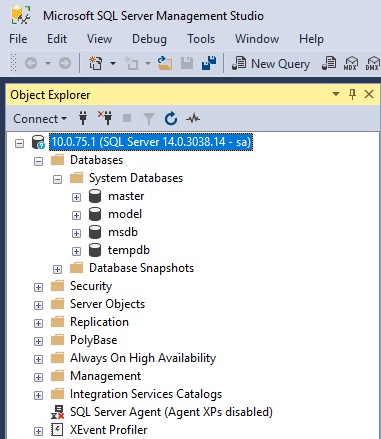 Microsoft SQL Server Management Studio
File Edit View Debug Tools Window Help
New Query MDX DMX
Object Explorer
Connect
10.0.75.1 (SQL Server 14.0.3038.14 - sa)
Databases
System Databases
master
model
msdb
tempdb
Database Snapshots
Security
Server Objects
Replication
PolyBase
Always On High Availability
Management
Integration Services Catalogs
SQL Server Agent (Agent XPs disabled)
XEvent Profiler